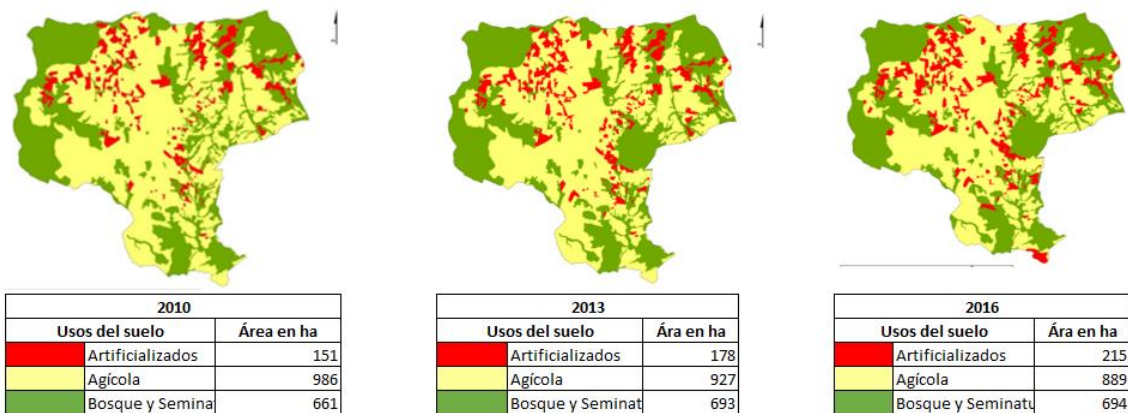 2010
Usos del suelo Área en ha
Artificializados 151
Agícola 986
Bosque y Seminat 661
2013
Usos del suelo Ára en ha
Artificializados 178
Agícola 927
Bosque y Seminat 693
2016
Usos del suelo Área en ha
Artificializados 215
Agícola 889
Bosque y Seminatu 694